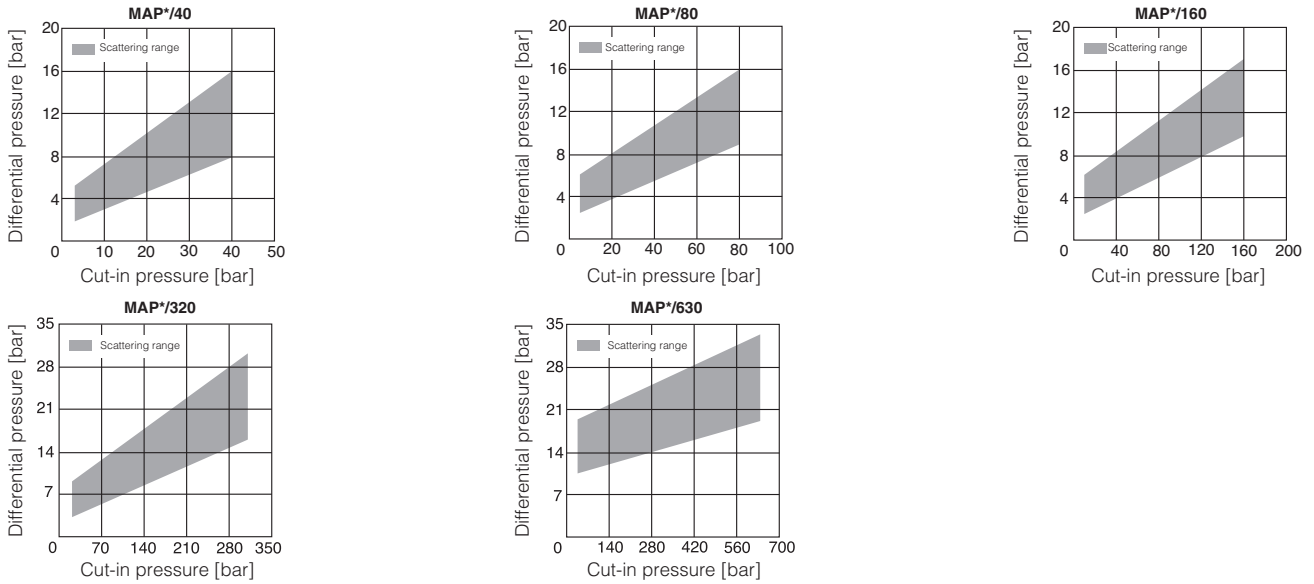 MAP*/40
20
16
12
8
4
Scattering range
Differential pressure [bar]
0 10 20 30 40 50
Cut-in pressure [bar]
MAP*/80
20
16
12
8
4
Scattering range
Differential pressure [bar]
0 20 40 60 80 100
Cut-in pressure [bar]
MAP*/160
20
16
12
8
4
Scattering range
Differential pressure [bar]
0 40 80 120 160 200
Cut-in pressure [bar]
MAP*/320
35
28
21
14
7
Scattering range
Differential pressure [bar]
0 70 140 210 280 350
Cut-in pressure [bar]
MAP*/630
35
28
21
14
7
Scattering range
Differential pressure [bar]
0 140 280 420 560 700
Cut-in pressure [bar]